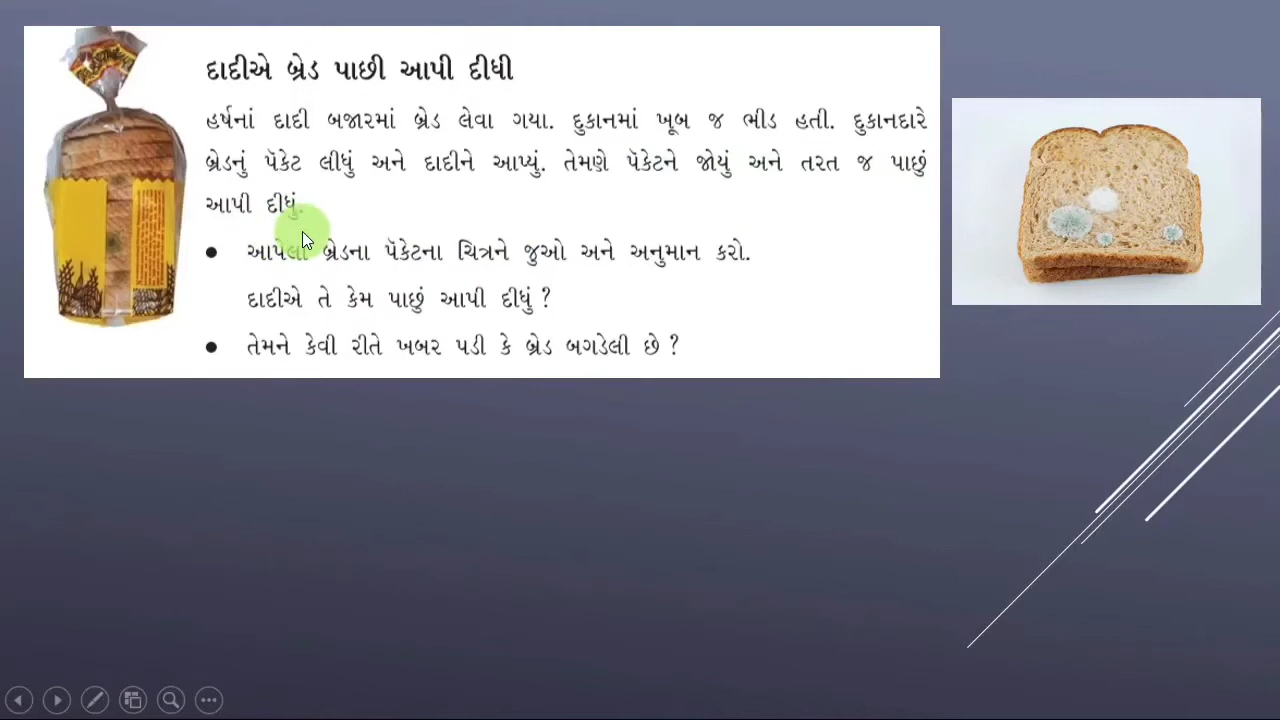 દાદીએ બ્રેડ પાછી આપી દીધી
હર્ષનાં દાદી બજારમાં બ્રેડ લેવા ગયા. દુકાનમાં ખૂબ જ ભીડ હતી. દુકાનદારે
બ્રેડનું પૅકેટ લીધું અને દાદીને આપ્યું. તેમણે પૅકેટને જોયું અને તરત જ પાછું
આપી દીધું.
● આપેલા બ્રેડના પૅકેટના ચિત્રને જુઓ અને અનુમાન કરો.
દાદીએ તે કેમ પાછું આપી દીધું ?
● તેમને કેવી રીતે ખબર પડી કે બ્રેડ બગડેલી છે ?